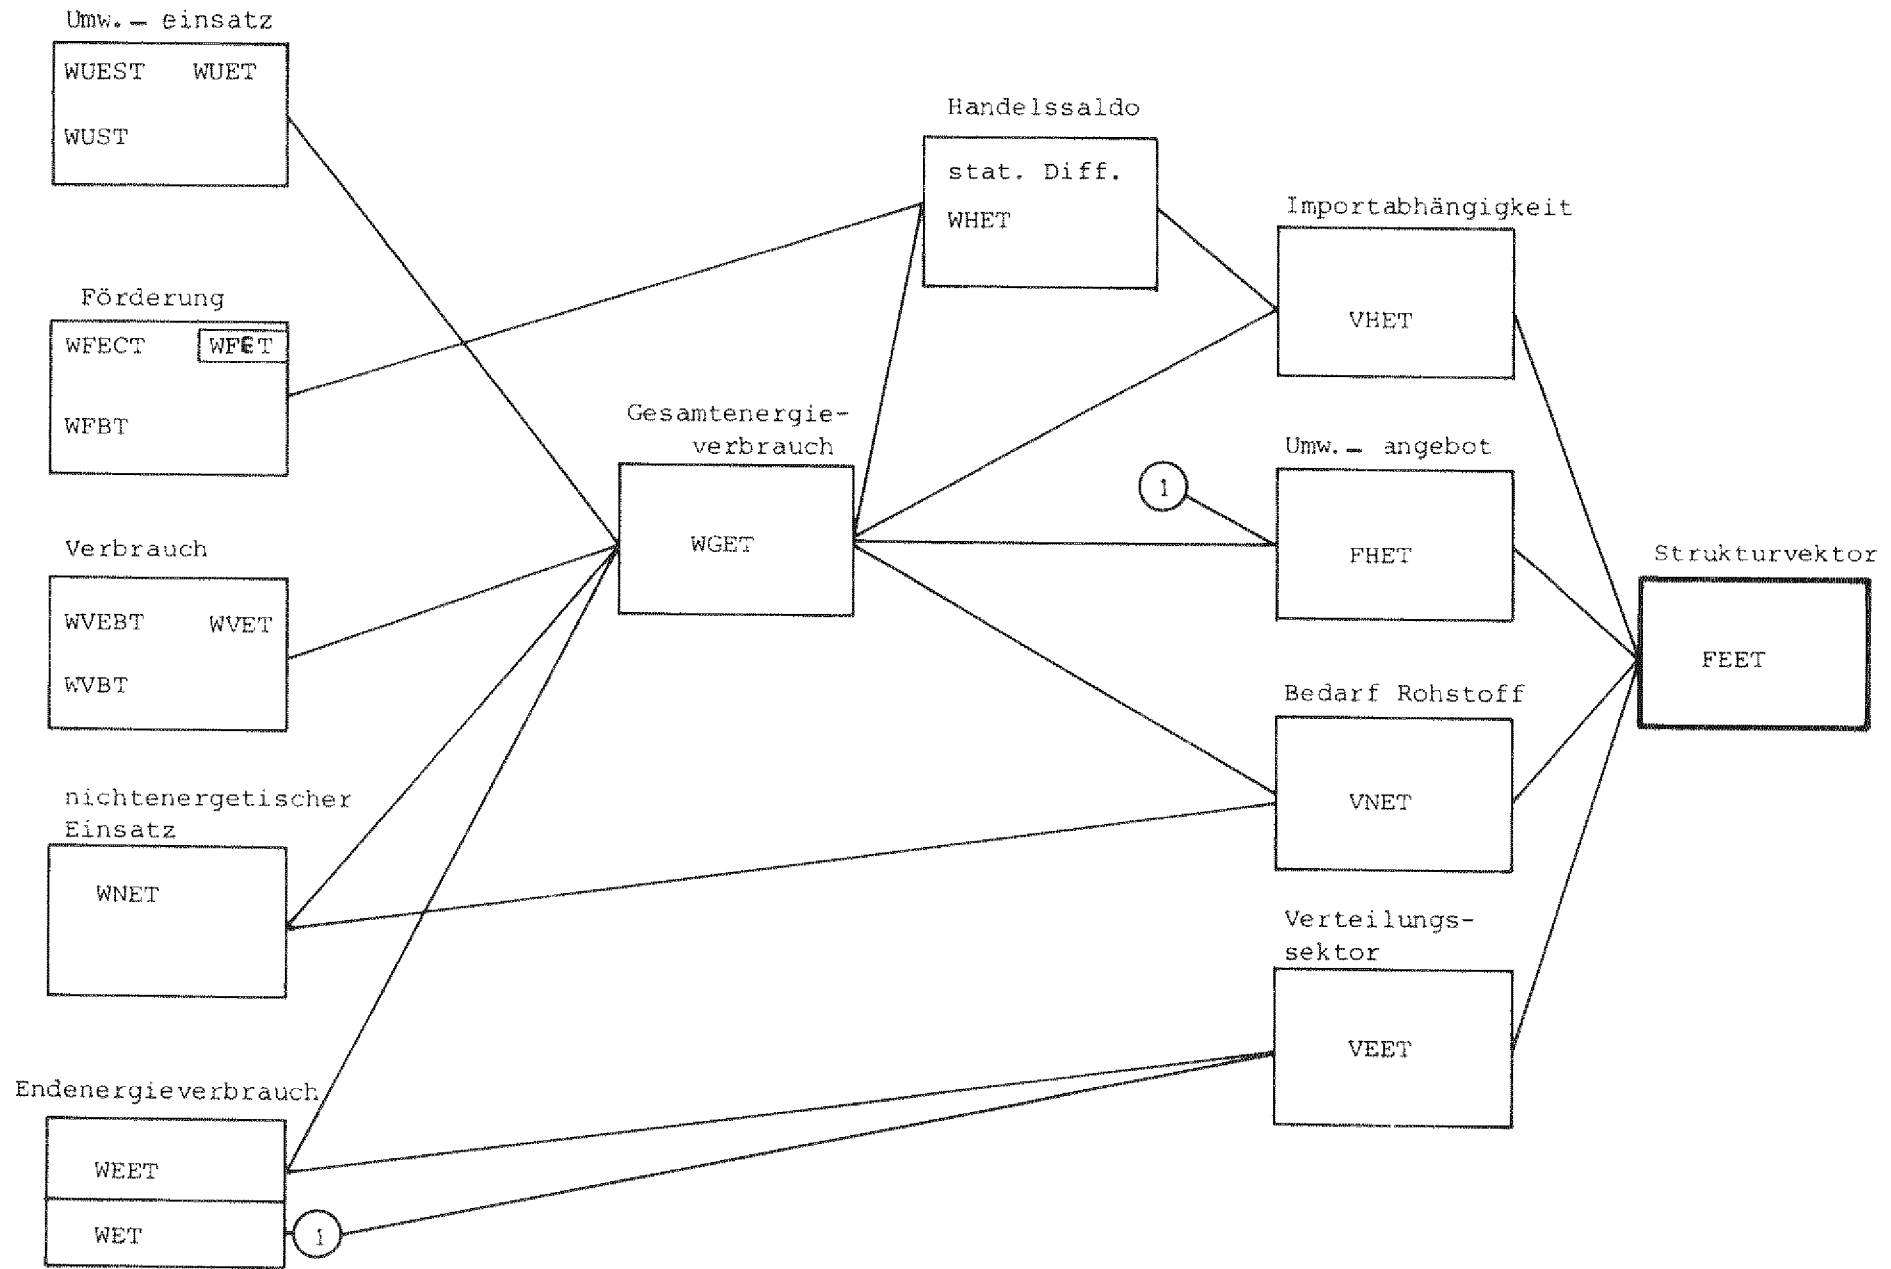 Umw.- einsatz
WUEST WUET
WUST
Förderung
WFECT WFET
WFBT
Verbrauch
WVEBT WVET
WVBT
nichtenergetischer
Einsatz
WNET
Endenergieverbrauch
WEET
WET
1
Gesamtenergie-
verbrauch
WGET
Handelssaldo
stat. Diff.
WHET
Importabhängigkeit
VHET
Umw.- angebot
1
FHET
Bedarf Rohstoff
VNET
Verteilungs-
sektor
VEET
Strukturvektor
FEET